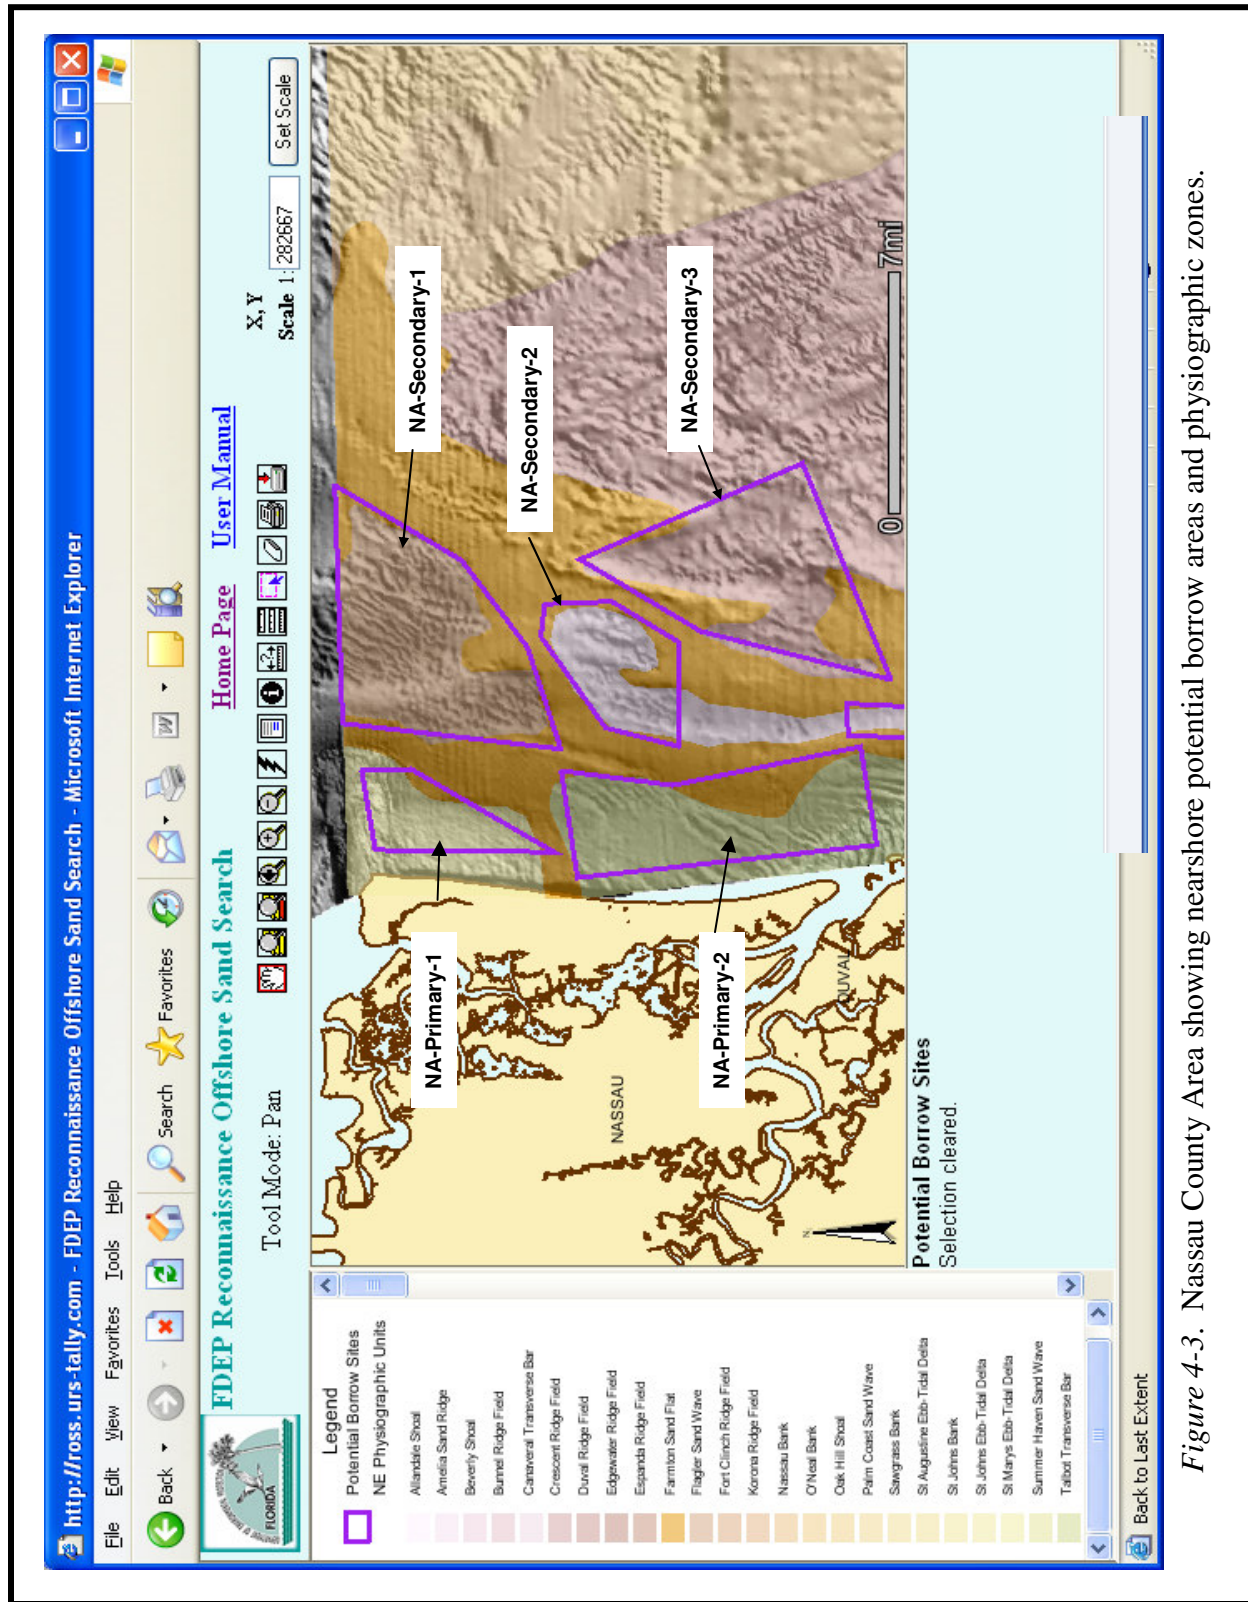 http://ross.urs-tally.com - FDEP Reconnaissance Offshore Sand Search - Microsoft Internet Explorer
File Edit View Favorites Tools Help
Back Search Favorites
FLORIDA
FDEP Reconnaissance Offshore Sand Search
Home Page
User Manual
Tool Mode: Pan
X, Y
Scale 1: 282667
Set Scale
Legend
Potential Borrow Sites
NE Physiographic Units
Allandale Shoal
Amelia Sand Ridge
Beverly Shoal
Bunnel Ridge Field
Canaveral Transverse Bar
Crescent Ridge Field
Duval Ridge Field
Edgewater Ridge Field
Espanda Ridge Field
Farmton Sand Flat
Flagler Sand Wave
Fort Clinch Ridge Field
Korona Ridge Field
Nassau Bank
O'Neal Bank
Oak Hill Shoal
Palm Coast Sand Wave
Sawgrass Bank
St Augustine Ebb-Tidal Delta
St Johns Bank
St Johns Ebb-Tidal Delta
St Marys Ebb-Tidal Delta
Summer Haven Sand Wave
Talbot Transverse Bar
NA-Primary-1
NA-Secondary-1
NA-Secondary-2
NA-Secondary-3
NA-Primary-2
NASSAU
DUVAL
N
0 7mi
Potential Borrow Sites
Selection cleared.
Back to Last Extent
Figure 4-3. Nassau County Area showing nearshore potential borrow areas and physiographic zones.